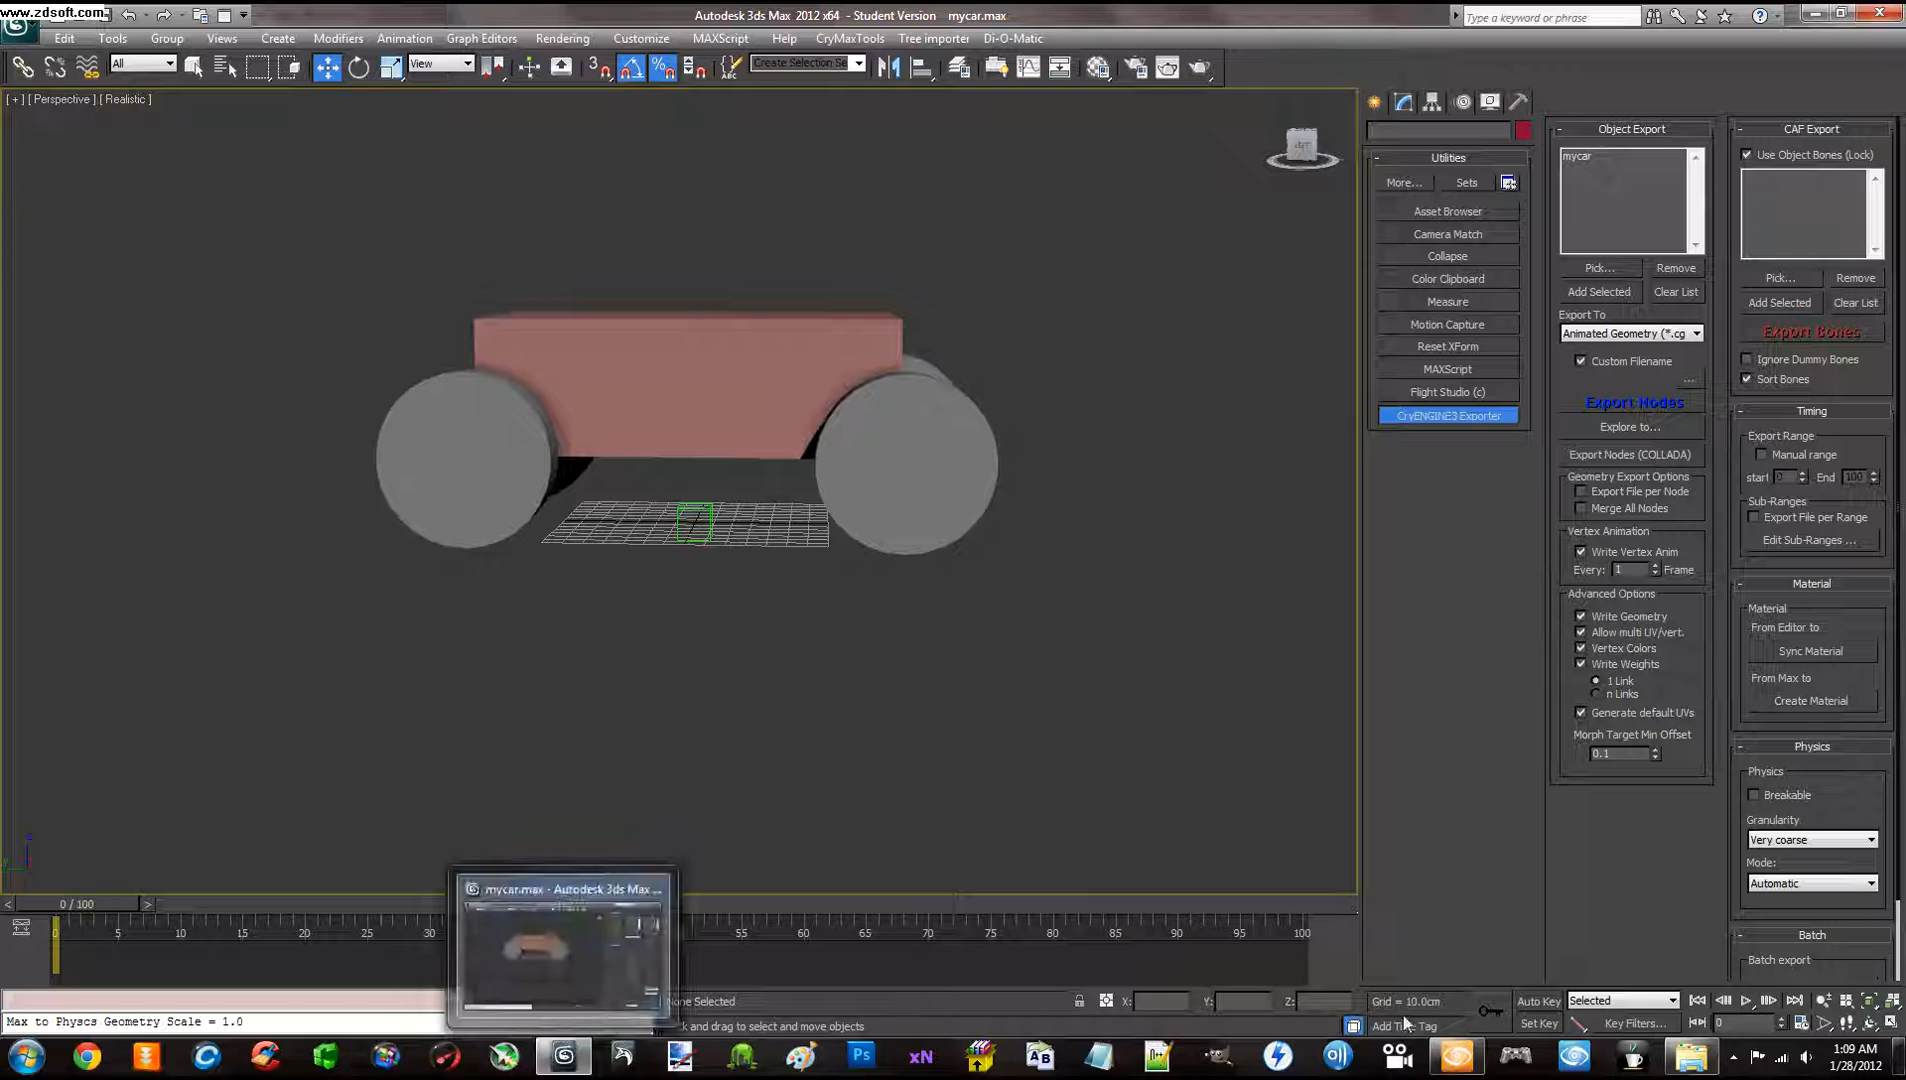 www.zdsoft.com
Autodesk 3ds Max 2012 x64 - Student Version mycar.max
Type a keyword or phrase
Edit Tools Group Views Create Modifiers Animation Graph Editors Rendering Customize MAXScript Help CryMaxTools Tree importer Di-O-Matic
All
View
3
%
ABC
Create Selection Se
[ + ] [ Perspective ] [ Realistic ]
Utilities
More... Sets
Asset Browser
Camera Match
Collapse
Color Clipboard
Measure
Motion Capture
Reset XForm
MAXScript
Flight Studio (c)
CryENGINE3 Exporter
Object Export
mycar
Pick... Remove
Add Selected Clear List
Export To
Animated Geometry (*.cg
Custom Filename
...
Export Nodes
Explore to...
Export Nodes (COLLADA)
Geometry Export Options
Export File per Node
Merge All Nodes
Vertex Animation
Write Vertex Anim
Every: 1 Frame
Advanced Options
Write Geometry
Allow multi UV/vert.
Vertex Colors
Write Weights
1 Link
n Links
Generate default UVs
Morph Target Min Offset
0.1
CAF Export
Use Object Bones (Lock)
Pick... Remove
Add Selected Clear List
Export Bones
Ignore Dummy Bones
Sort Bones
Timing
Export Range
Manual range
start 0 End 100
Sub-Ranges
Export File per Range
Edit Sub-Ranges ...
Material
Material
From Editor to
Sync Material
From Max to
Create Material
Physics
Physics
Breakable
Granularity
Very coarse
Mode:
Automatic
Batch
Batch export
< 0 / 100 >
0 5 10 15 20 25 30 55 60 65 70 75 80 85 90 95 100
mycar.max - Autodesk 3ds Max ...
None Selected X: Y: Z: Grid = 10.0cm Auto Key Selected
Max to Physcs Geometry Scale = 1.0
k and drag to select and move objects Add Time Tag Set Key Key Filters... 0
Ps
xN
AB
1:09 AM
1/28/2012